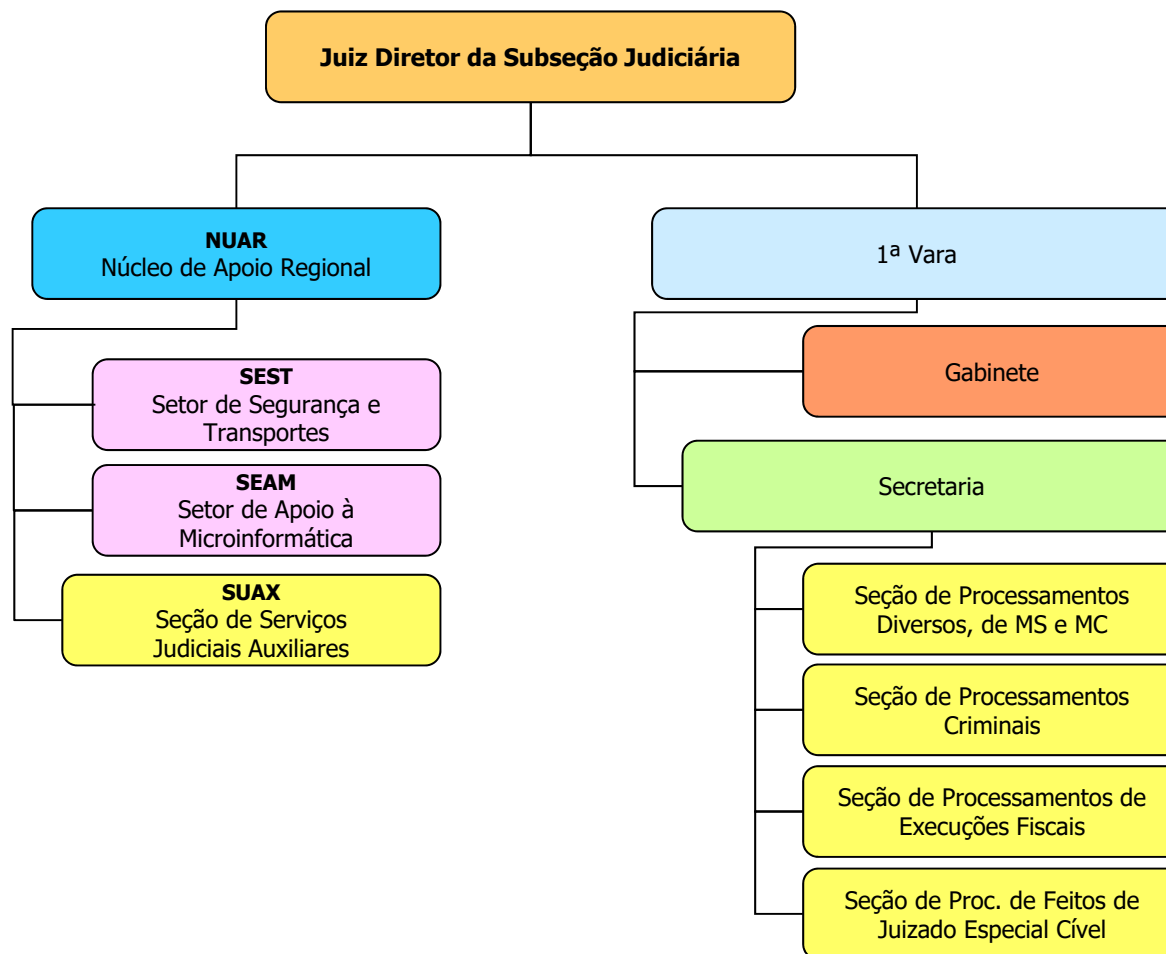 Juiz Diretor da Subseção Judiciária
NUAR
Núcleo de Apoio Regional
SEST
Setor de Segurança e
Transportes
SEAM
Setor de Apoio à
Microinformática
SUAX
Seção de Serviços
Judiciais Auxiliares
1ª Vara
Gabinete
Secretaria
Seção de Processamentos
Diversos, de MS e MC
Seção de Processamentos
Criminais
Seção de Processamentos de
Execuções Fiscais
Seção de Proc. de Feitos de
Juizado Especial Cível